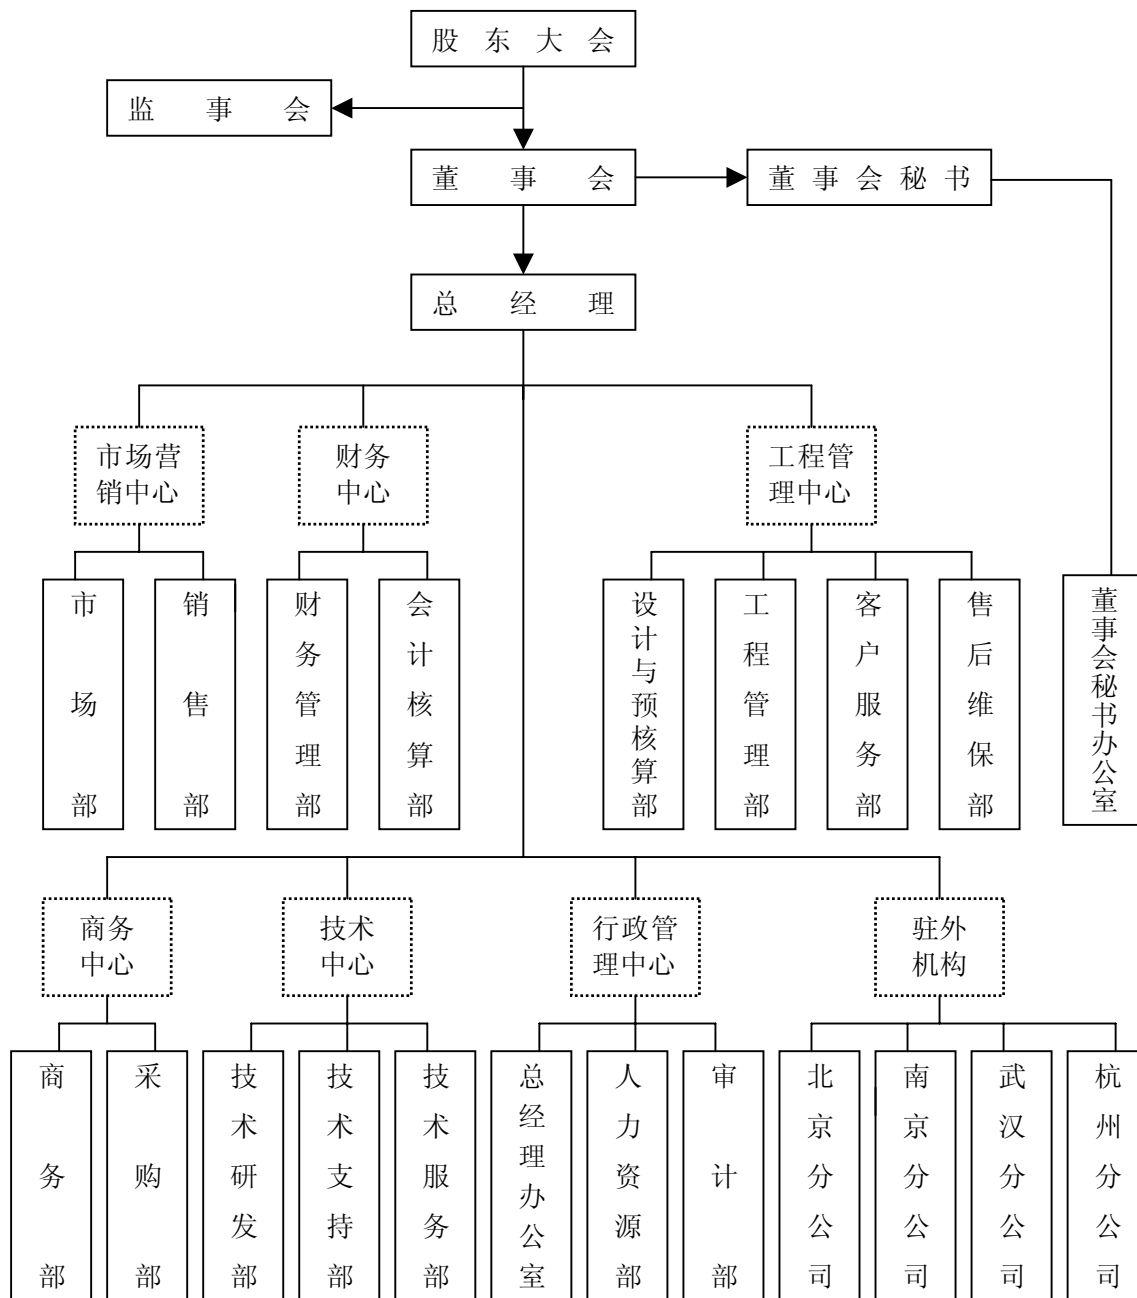 股东大会
监事会
董事会
董事会秘书
总经理
市场营
销中心
财务
中心
工程管
理中心
市场部
销售部
财务管理部
会计核算部
设计与预核算部
工程管理部
客户服务部
售后维保部
董事会秘书办公室
商务
中心
技术
中心
行政管
理中心
驻外
机构
商务部
采购部
技术研发部
技术支持部
技术服务部
总经理办公室
人力资源部
审计部
北京分公司
南京分公司
武汉分公司
杭州分公司